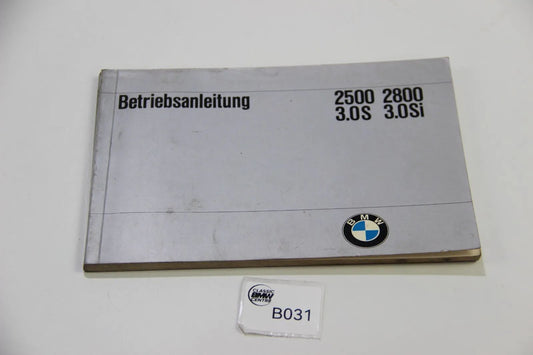 Betriebsanleitung
2500 2800
3.0S 3.0Si
BMW
CLASSIC
BMW
CENTRE
B031